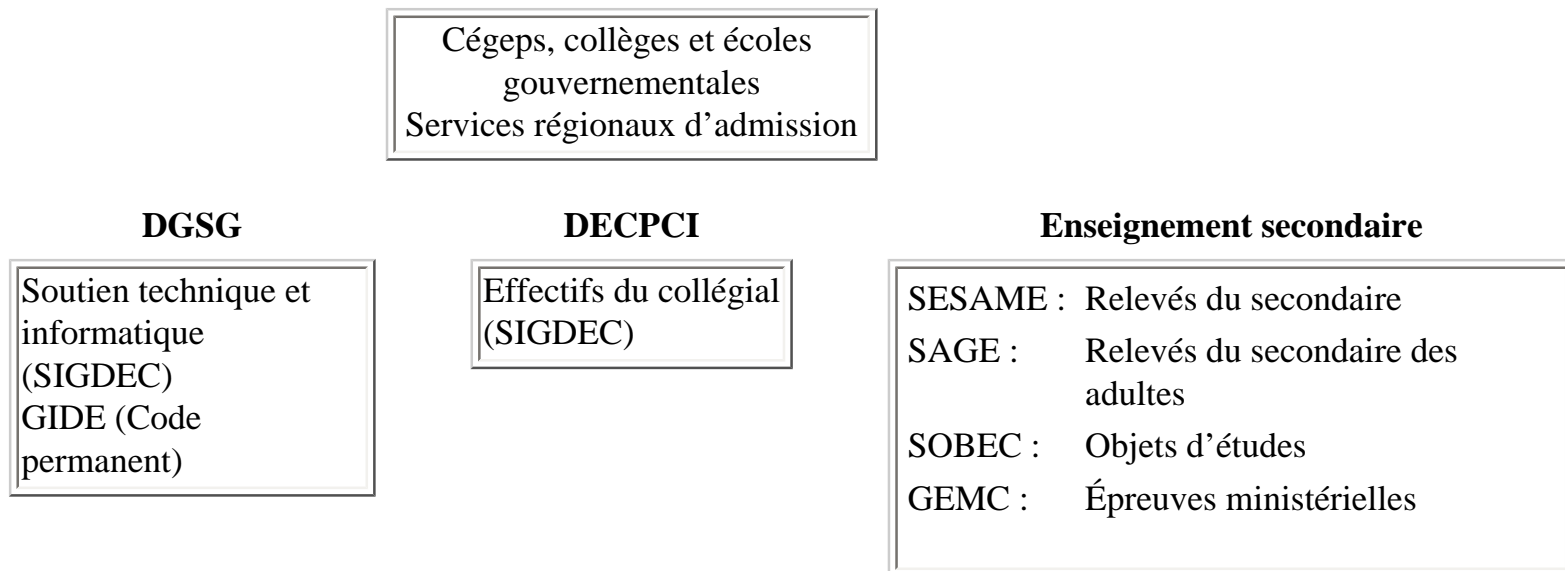 Cégeps, collèges et écoles
gouvernementales
Services régionaux d’admission
DGSG
Soutien technique et
informatique
(SIGDEC)
GIDE (Code
permanent)
DECPCI
Effectifs du collégial
(SIGDEC)
Enseignement secondaire
SESAME : Relevés du secondaire
SAGE : Relevés du secondaire des
adultes
SOBEC : Objets d’études
GEMC : Épreuves ministérielles